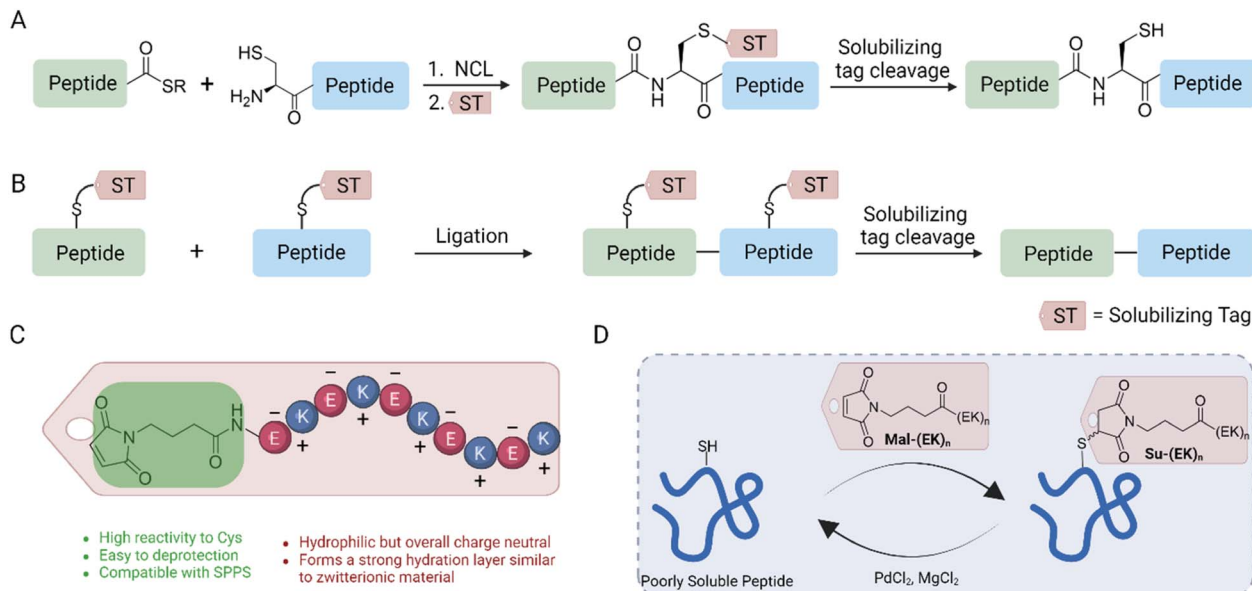 A
O
Peptide
SR
+
HS
H₂N
O
Peptide
1. NCL
2. ST
S
ST
O
Peptide
N
H
O
Peptide
Solubilizing
tag cleavage
SH
O
Peptide
N
H
O
Peptide
B
ST
S
Peptide
+
ST
S
Peptide
Ligation
ST
S
Peptide
ST
S
Peptide
Solubilizing
tag cleavage
Peptide
Peptide
ST = Solubilizing Tag
C
O
N
O
O
H
N
− − − −
E K E K E K E K E K
+ + + + +
• High reactivity to Cys
• Easy to deprotection
• Compatible with SPPS
• Hydrophilic but overall charge neutral
• Forms a strong hydration layer similar
to zwitterionic material
D
SH
Poorly Soluble Peptide
O
N
O
O
(EK)n
Mal-(EK)n
PdCl₂, MgCl₂
S
O
N
O
O
(EK)n
Su-(EK)n